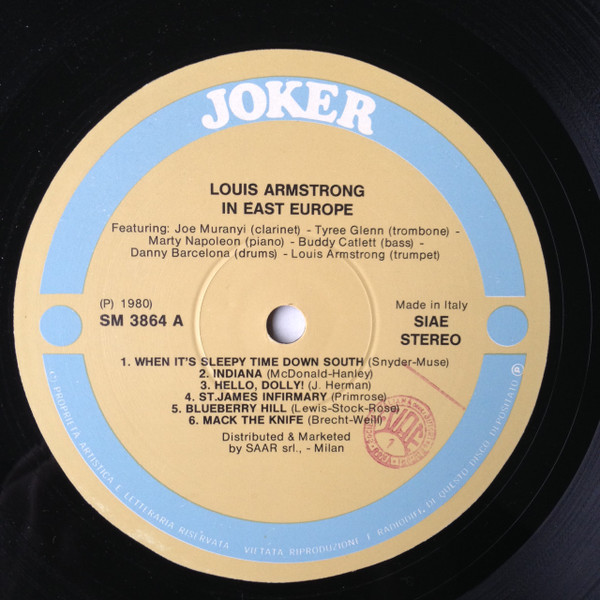 JOKER
LOUIS ARMSTRONG
IN EAST EUROPE
Featuring: Joe Muranyi (clarinet) - Tyree Glenn (trombone) -
Marty Napoleon (piano) - Buddy Catlett (bass) -
Danny Barcelona (drums) - Louis Armstrong (trumpet)
(P) 1980)
SM 3864 A
Made in Italy
SIAE
STEREO
1. WHEN IT'S SLEEPY TIME DOWN SOUTH (Snyder-Muse)
2. INDIANA (McDonald-Hanley)
3. HELLO, DOLLY! (J. Herman)
4. ST.JAMES INFIRMARY (Primrose)
5. BLUEBERRY HILL (Lewis-Stock-Rose)
6. MACK THE KNIFE (Brecht-Weill)
Distributed & Marketed
by SAAR srl., - Milan
(C) PROPRIETA ARTISTICA E LETTERARIA RISERVATA VIETATA RIPRODUZIONE E RADIODIFF. DI QUESTO DISCO DEPOSITATO
SIAE